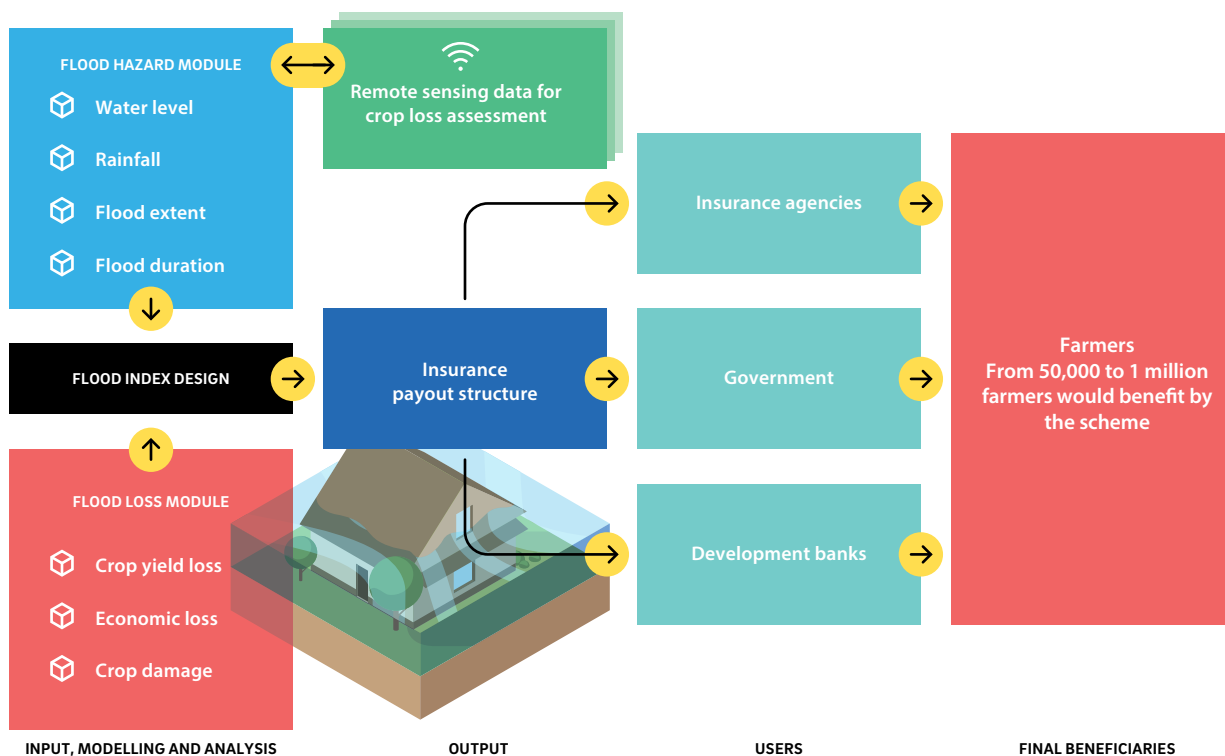 FLOOD HAZARD MODULE
Water level
Rainfall
Flood extent
Flood duration
FLOOD INDEX DESIGN
FLOOD LOSS MODULE
Crop yield loss
Economic loss
Crop damage
INPUT, MODELLING AND ANALYSIS
Remote sensing data for
crop loss assessment
Insurance
payout structure
OUTPUT
Insurance agencies
Government
Development banks
USERS
Farmers
From 50,000 to 1 million
farmers would benefit by
the scheme
FINAL BENEFICIARIES